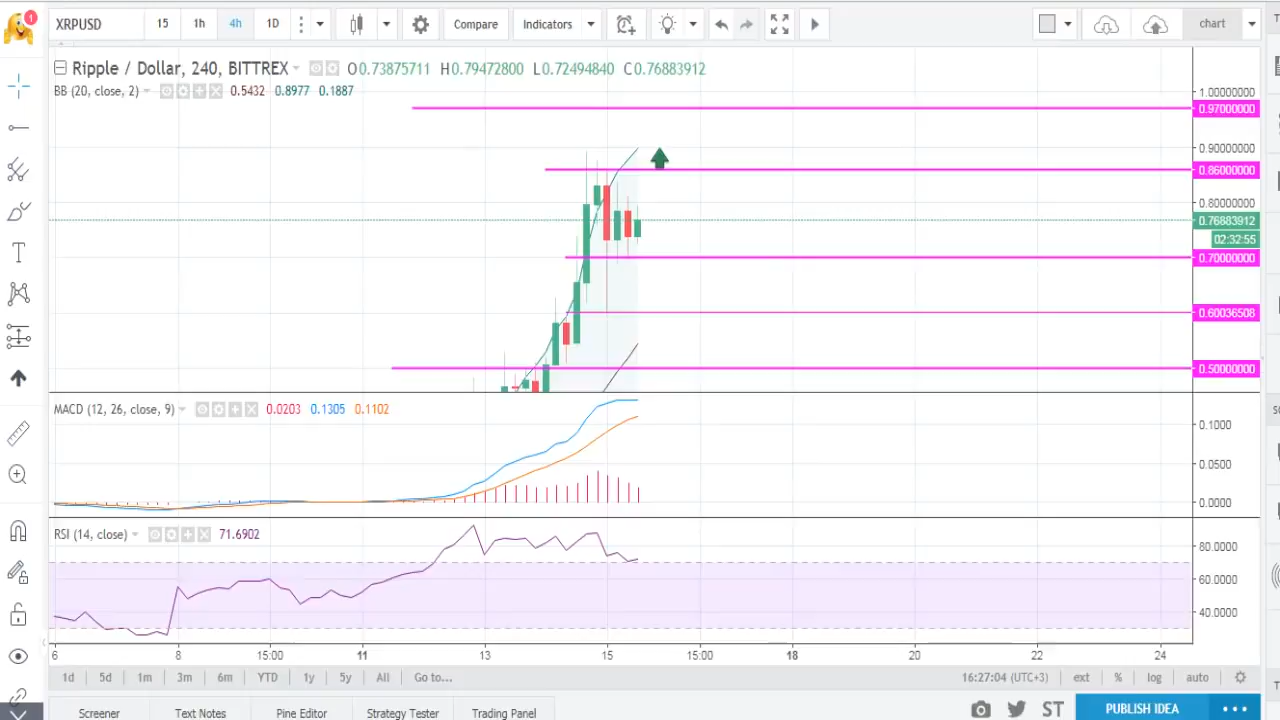 1
XRPUSD 15 1h 4h 1D Compare Indicators chart
Ripple / Dollar, 240, BITTREX O0.73875711 H0.79472800 L0.72494840 C0.76883912
BB (20, close, 2) 0.5432 0.8977 0.1887
1.00000000
0.97000000
0.90000000
0.86000000
0.80000000
0.76883912
02:32:55
0.70000000
0.60036508
0.50000000
MACD (12, 26, close, 9) 0.0203 0.1305 0.1102
0.1000
0.0500
0.0000
RSI (14, close) 71.6902
80.0000
60.0000
40.0000
6 8 15:00 11 13 15 15:00 18 20 22 24
1d 5d 1m 3m 6m YTD 1y 5y All Go to... 16:27:04 (UTC+3) ext % log auto
Screener Text Notes Pine Editor Strategy Tester Trading Panel ST PUBLISH IDEA